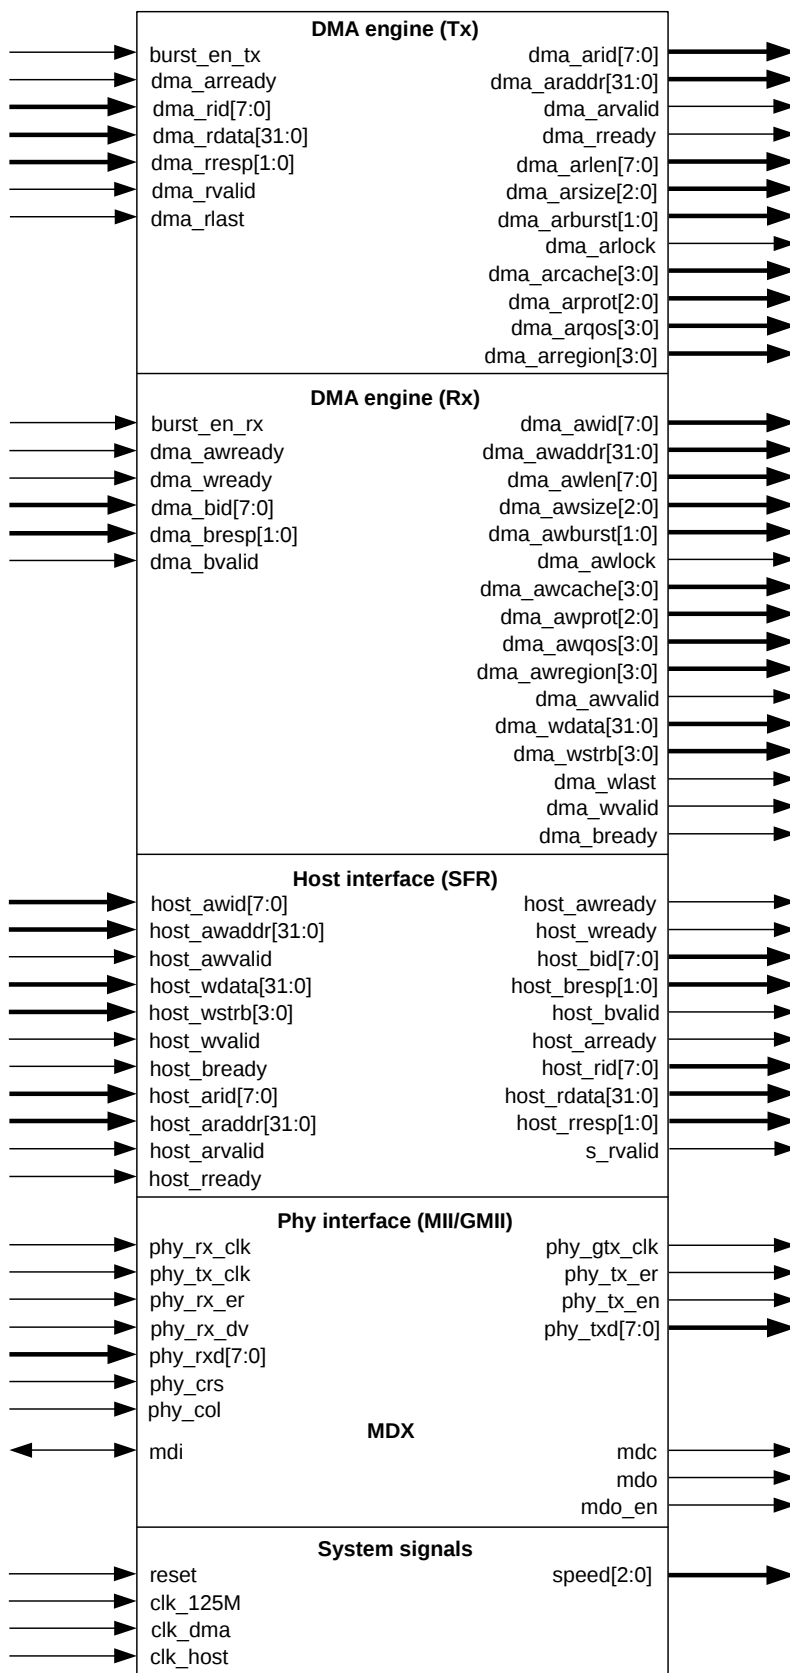 DMA engine (Tx)
burst_en_tx dma_arid[7:0]
dma_arready dma_araddr[31:0]
dma_rid[7:0] dma_arvalid
dma_rdata[31:0] dma_rready
dma_rresp[1:0] dma_arlen[7:0]
dma_rvalid dma_arsize[2:0]
dma_rlast dma_arburst[1:0]
dma_arlock
dma_arcache[3:0]
dma_arprot[2:0]
dma_arqos[3:0]
dma_arregion[3:0]
DMA engine (Rx)
burst_en_rx dma_awid[7:0]
dma_awready dma_awaddr[31:0]
dma_wready dma_awlen[7:0]
dma_bid[7:0] dma_awsize[2:0]
dma_bresp[1:0] dma_awburst[1:0]
dma_bvalid dma_awlock
dma_awcache[3:0]
dma_awprot[2:0]
dma_awqos[3:0]
dma_awregion[3:0]
dma_awvalid
dma_wdata[31:0]
dma_wstrb[3:0]
dma_wlast
dma_wvalid
dma_bready
Host interface (SFR)
host_awid[7:0] host_awready
host_awaddr[31:0] host_wready
host_awvalid host_bid[7:0]
host_wdata[31:0] host_bresp[1:0]
host_wstrb[3:0] host_bvalid
host_wvalid host_arready
host_bready host_rid[7:0]
host_arid[7:0] host_rdata[31:0]
host_araddr[31:0] host_rresp[1:0]
host_arvalid s_rvalid
host_rready
Phy interface (MII/GMII)
phy_rx_clk phy_gtx_clk
phy_tx_clk phy_tx_er
phy_rx_er phy_tx_en
phy_rx_dv phy_txd[7:0]
phy_rxd[7:0]
phy_crs
phy_col
MDX
mdi mdc
mdo
mdo_en
System signals
reset speed[2:0]
clk_125M
clk_dma
clk_host